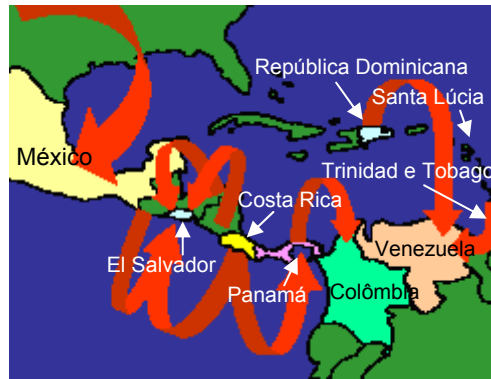 República Dominicana
Santa Lúcia
México
Trinidad e Tobago
Costa Rica
Venezuela
El Salvador
Panamá
Colômbia